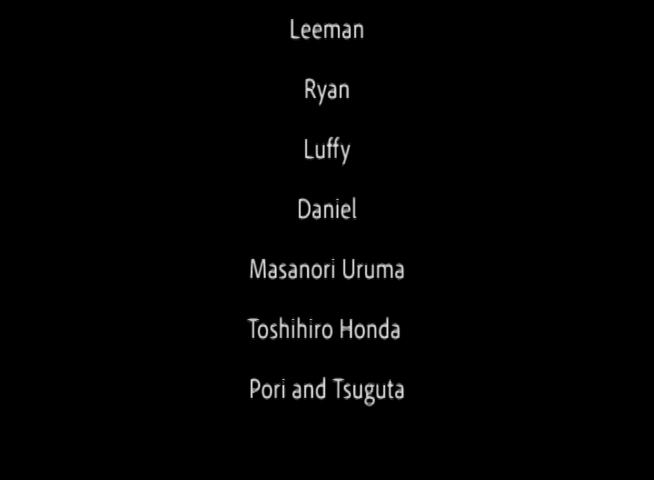 Leeman
Ryan
Luffy
Daniel
Masanori Uruma
Toshihiro Honda
Pori and Tsuguta